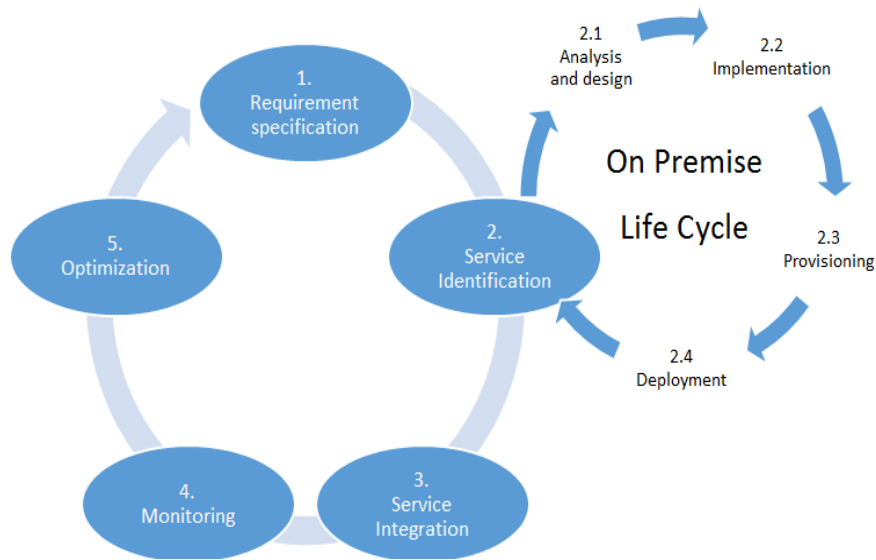 1.
Requirement
specification
2.
Service
Identification
3.
Service
Integration
4.
Monitoring
5.
Optimization
On Premise
Life Cycle
2.1
Analysis
and design
2.2
Implementation
2.3
Provisioning
2.4
Deployment